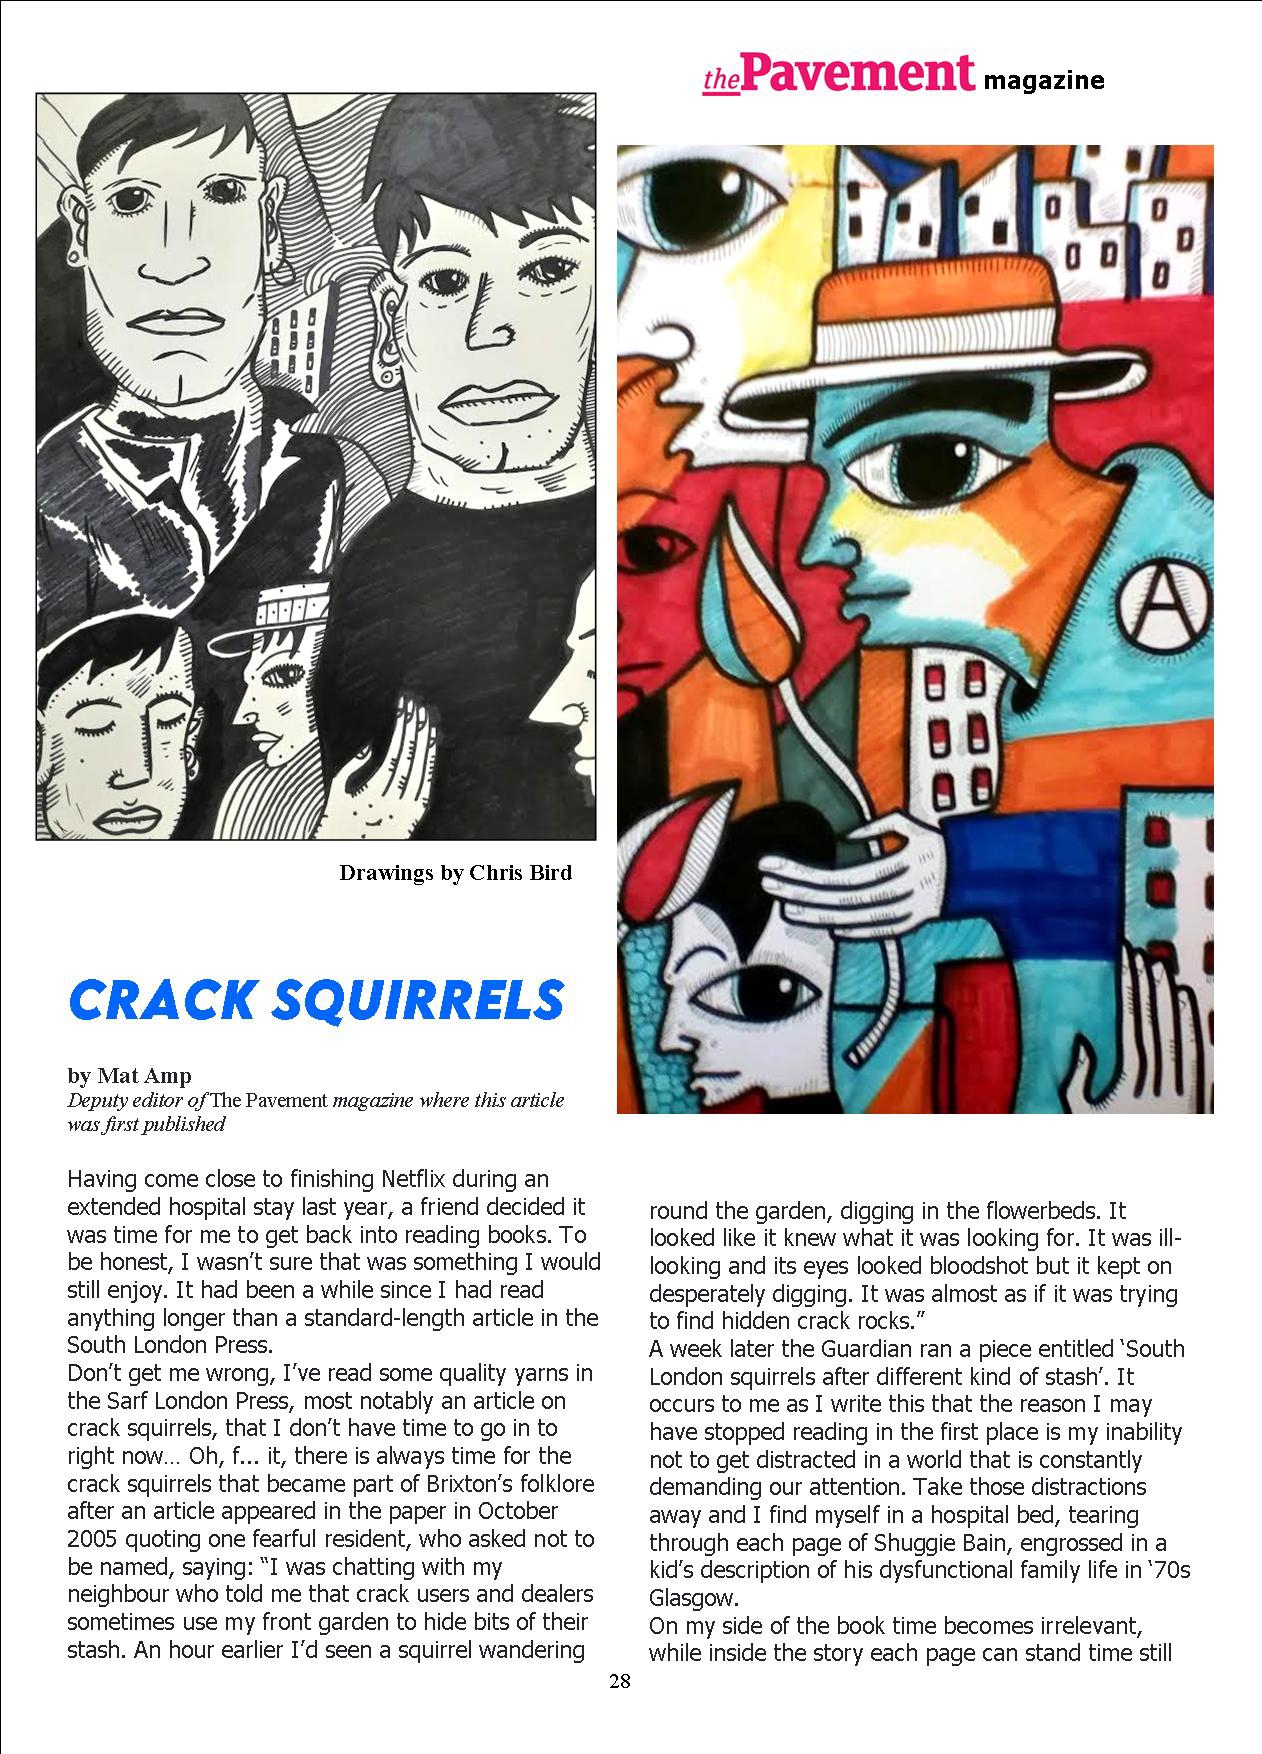 thePavement magazine
A
Drawings by Chris Bird
CRACK SQUIRRELS
by Mat Amp
Deputy editor of The Pavement magazine where this article
was first published
Having come close to finishing Netflix during an
extended hospital stay last year, a friend decided it
was time for me to get back into reading books. To
be honest, I wasn’t sure that was something I would
still enjoy. It had been a while since I had read
anything longer than a standard-length article in the
South London Press.
Don’t get me wrong, I’ve read some quality yarns in
the Sarf London Press, most notably an article on
crack squirrels, that I don’t have time to go in to
right now… Oh, f... it, there is always time for the
crack squirrels that became part of Brixton’s folklore
after an article appeared in the paper in October
2005 quoting one fearful resident, who asked not to
be named, saying: “I was chatting with my
neighbour who told me that crack users and dealers
sometimes use my front garden to hide bits of their
stash. An hour earlier I’d seen a squirrel wandering
round the garden, digging in the flowerbeds. It
looked like it knew what it was looking for. It was ill-
looking and its eyes looked bloodshot but it kept on
desperately digging. It was almost as if it was trying
to find hidden crack rocks.”
A week later the Guardian ran a piece entitled ‘South
London squirrels after different kind of stash’. It
occurs to me as I write this that the reason I may
have stopped reading in the first place is my inability
not to get distracted in a world that is constantly
demanding our attention. Take those distractions
away and I find myself in a hospital bed, tearing
through each page of Shuggie Bain, engrossed in a
kid’s description of his dysfunctional family life in ‘70s
Glasgow.
On my side of the book time becomes irrelevant,
while inside the story each page can stand time still
28